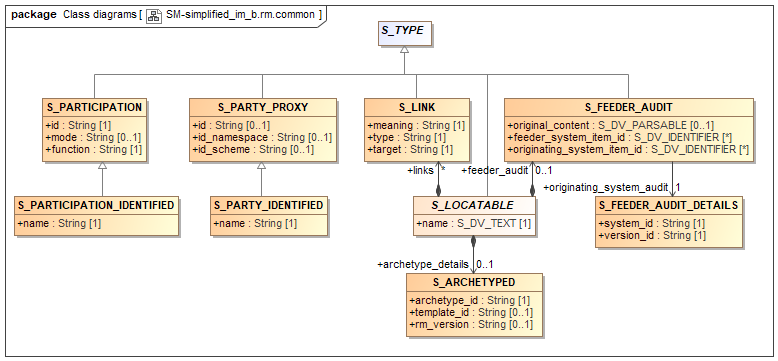 package Class diagrams [ SM-simplified_im_b.rm.common ]
S_TYPE
S_PARTICIPATION
+id : String [1]
+mode : String [0..1]
+function : String [1]
S_PARTY_PROXY
+id : String [0..1]
+id_namespace : String [0..1]
+id_scheme : String [0..1]
S_LINK
+meaning : String [1]
+type : String [1]
+target : String [1]
S_FEEDER_AUDIT
+original_content : S_DV_PARSABLE [0..1]
+feeder_system_item_id : S_DV_IDENTIFIER [*]
+originating_system_item_id : S_DV_IDENTIFIER [*]
+links *
+feeder_audit 0..1
+originating_system_audit 1
S_PARTICIPATION_IDENTIFIED
+name : String [1]
S_PARTY_IDENTIFIED
+name : String [1]
S_LOCATABLE
+name : S_DV_TEXT [1]
S_FEEDER_AUDIT_DETAILS
+system_id : String [1]
+version_id : String [1]
+archetype_details 0..1
S_ARCHETYPED
+archetype_id : String [1]
+template_id : String [0..1]
+rm_version : String [0..1]